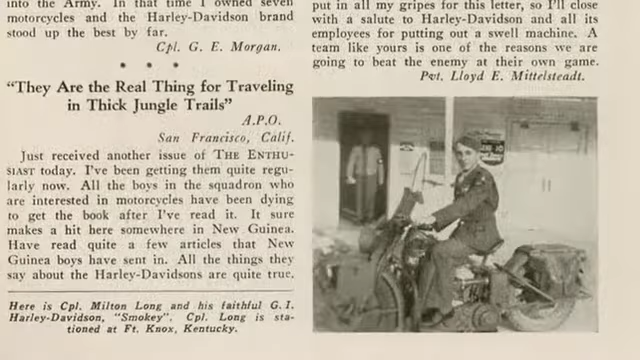 into the Army. In that time I owned seven
motorcycles and the Harley-Davidson brand
stood up the best by far.
Cpl. G. E. Morgan.
* * *
"They Are the Real Thing for Traveling
in Thick Jungle Trails"
A.P.O.
San Francisco, Calif.
Just received another issue of THE ENTHU-
SIAST today. I've been getting them quite regu-
larly now. All the boys in the squadron who
are interested in motorcycles have been dying
to get the book after I've read it. It sure
makes a hit here somewhere in New Guinea.
Have read quite a few articles that New
Guinea boys have sent in. All the things they
say about the Harley-Davidsons are quite true.
Here is Cpl. Milton Long and his faithful G. I.
Harley-Davidson, "Smokey". Cpl. Long is sta-
tioned at Ft. Knox, Kentucky.
put in all my gripes for this letter, so I'll close
with a salute to Harley-Davidson and all its
employees for putting out a swell machine. A
team like yours is one of the reasons we are
going to beat the enemy at their own game.
Pvt. Lloyd E. Mittelsteadt.